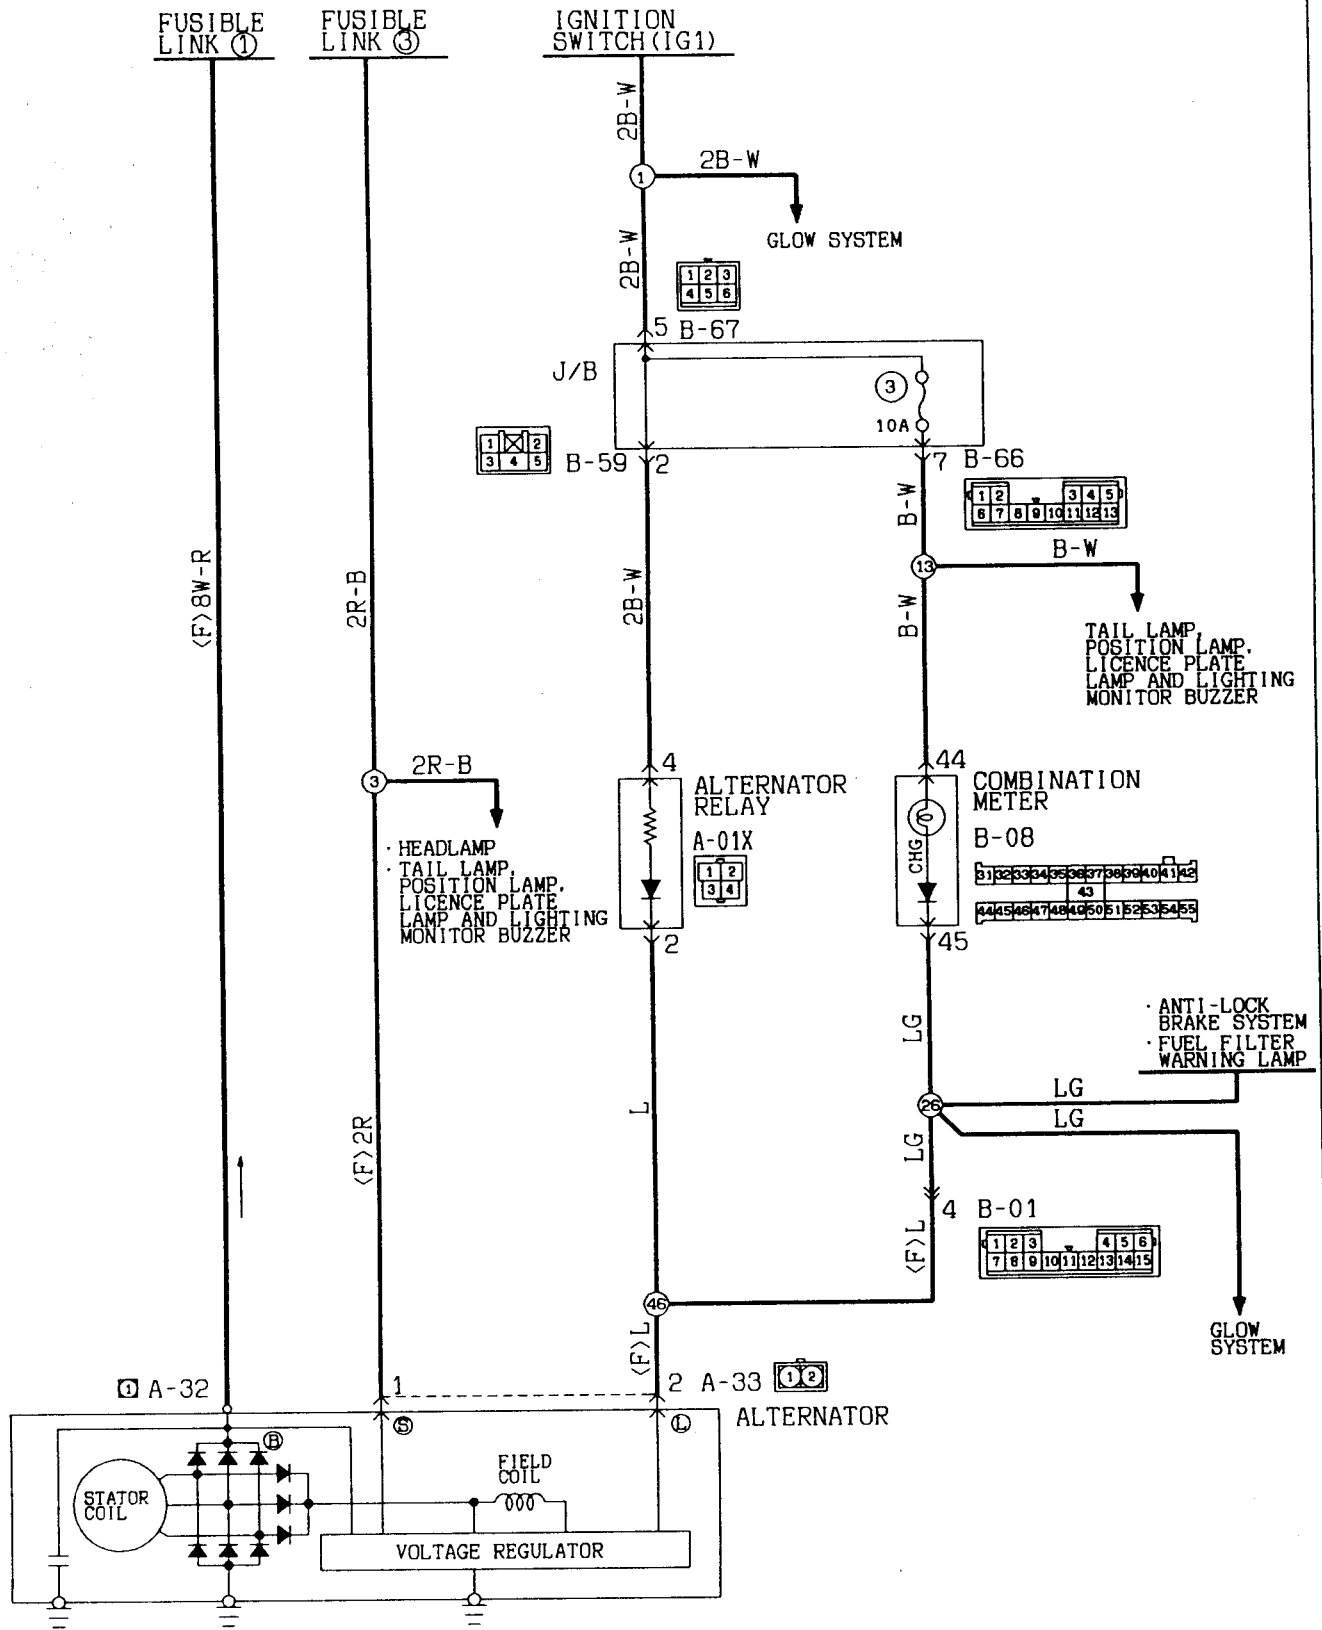 FUSIBLE
LINK ①
FUSIBLE
LINK ③
IGNITION
SWITCH(IG1)
2B-W
1
2B-W
GLOW SYSTEM
2B-W
1 2 3
4 5 6
5 B-67
J/B
3
10A
1 2
3 4 5
B-59 2
7 B-66
1 2 3 4 5
6 7 8 9 10 11 12 13
B-W
13
B-W
B-W
TAIL LAMP,
POSITION LAMP,
LICENCE PLATE
LAMP AND LIGHTING
MONITOR BUZZER
<F>8W-R
2R-B
2B-W
3
2R-B
· HEADLAMP
· TAIL LAMP,
POSITION LAMP,
LICENCE PLATE
LAMP AND LIGHTING
MONITOR BUZZER
4
ALTERNATOR
RELAY
A-01X
1 2
3 4
2
44
COMBINATION
METER
B-08
CHG
31 32 33 34 35 36 37 38 39 40 41 42
43
44 45 46 47 48 49 50 51 52 53 54 55
45
LG
· ANTI-LOCK
BRAKE SYSTEM
· FUEL FILTER
WARNING LAMP
26
LG
LG
LG
<F>2R
L
4 B-01
1 2 3 4 5 6
7 8 9 10 11 12 13 14 15
<F>L
46
<F>L
GLOW
SYSTEM
1 A-32
1
2 A-33
1 2
ALTERNATOR
B
S
L
STATOR
COIL
FIELD
COIL
VOLTAGE REGULATOR